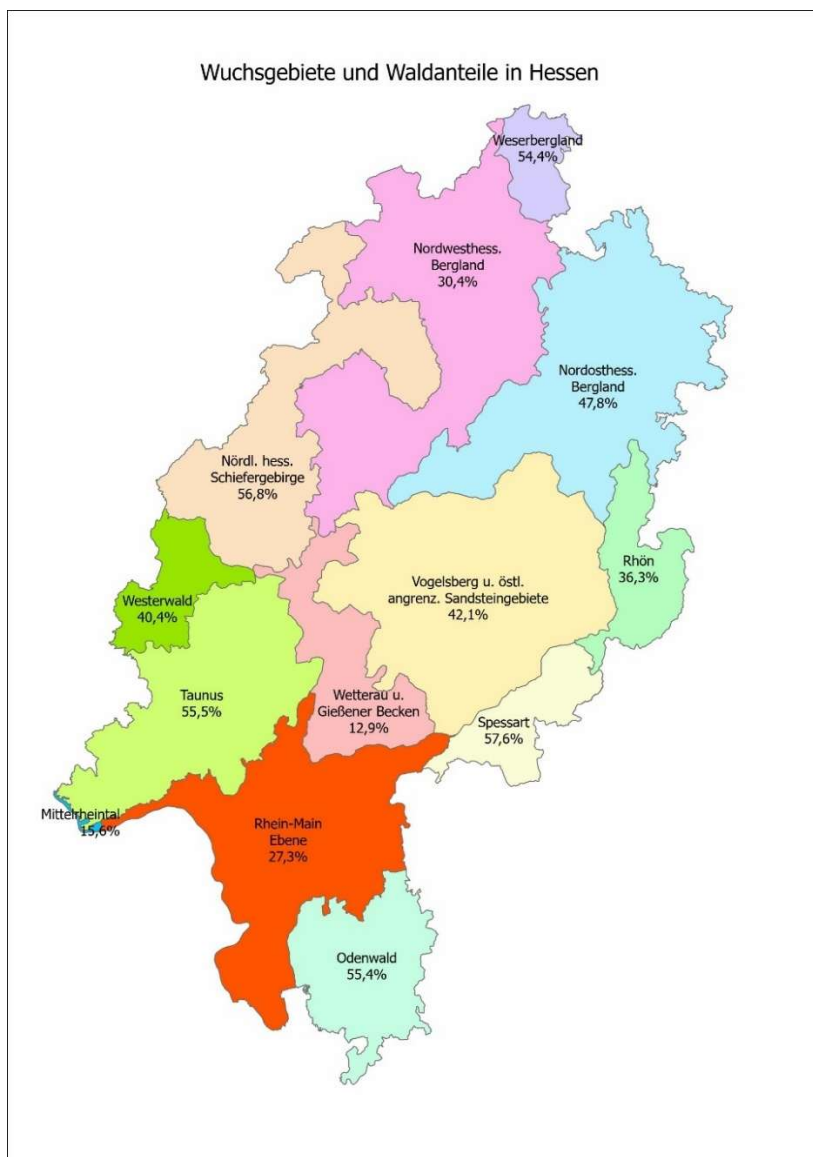 Wuchsgebiete und Waldanteile in Hessen
Weserbergland
54,4%
Nordwesthess.
Bergland
30,4%
Nordosthess.
Bergland
47,8%
Nördl. hess.
Schiefergebirge
56,8%
Rhön
36,3%
Vogelsberg u. östl.
angrenz. Sandsteingebiete
42,1%
Westerwald
40,4%
Taunus
55,5%
Wetterau u.
Gießener Becken
12,9%
Spessart
57,6%
Mittelrheintal
15,6%
Rhein-Main
Ebene
27,3%
Odenwald
55,4%